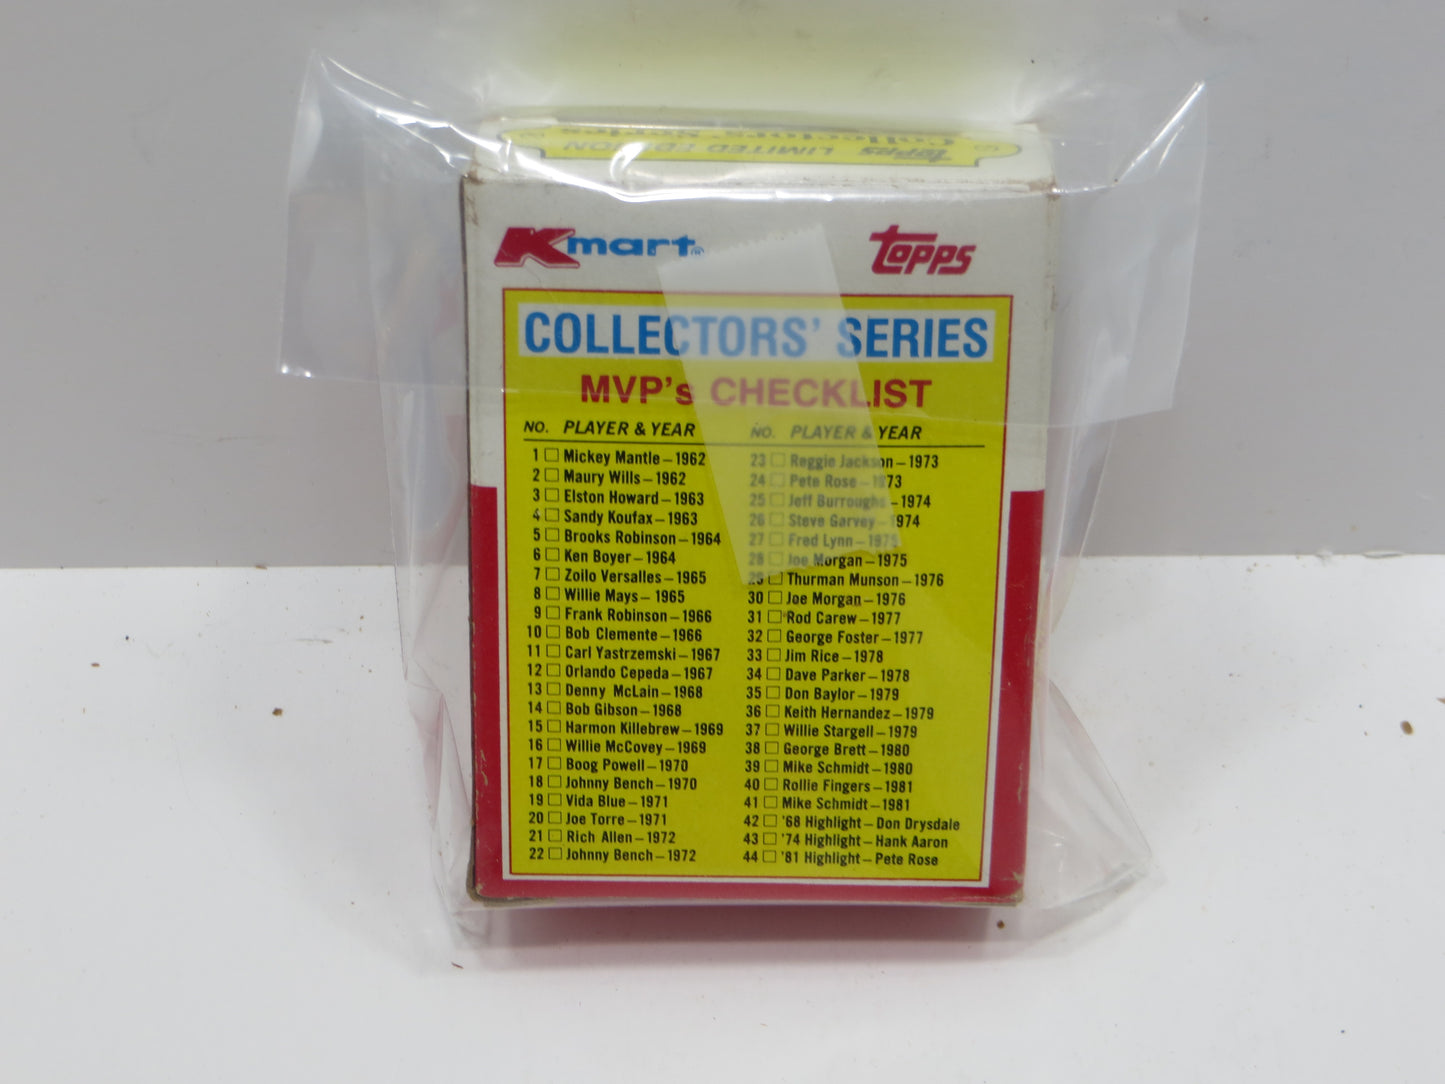 Collectors' Series
Topps LIMITED EDITION
Kmart®
Topps
COLLECTORS' SERIES
MVP's CHECKLIST
NO. PLAYER & YEAR
1 Mickey Mantle – 1962
2 Maury Wills – 1962
3 Elston Howard – 1963
4 Sandy Koufax – 1963
5 Brooks Robinson – 1964
6 Ken Boyer – 1964
7 Zoilo Versalles – 1965
8 Willie Mays – 1965
9 Frank Robinson – 1966
10 Bob Clemente – 1966
11 Carl Yastrzemski – 1967
12 Orlando Cepeda – 1967
13 Denny McLain – 1968
14 Bob Gibson – 1968
15 Harmon Killebrew – 1969
16 Willie McCovey – 1969
17 Boog Powell – 1970
18 Johnny Bench – 1970
19 Vida Blue – 1971
20 Joe Torre – 1971
21 Rich Allen – 1972
22 Johnny Bench – 1972
NO. PLAYER & YEAR
23 Reggie Jackson – 1973
24 Pete Rose – 1973
25 Jeff Burroughs – 1974
26 Steve Garvey – 1974
27 Fred Lynn – 1975
28 Joe Morgan – 1975
29 Thurman Munson – 1976
30 Joe Morgan – 1976
31 Rod Carew – 1977
32 George Foster – 1977
33 Jim Rice – 1978
34 Dave Parker – 1978
35 Don Baylor – 1979
36 Keith Hernandez – 1979
37 Willie Stargell – 1979
38 George Brett – 1980
39 Mike Schmidt – 1980
40 Rollie Fingers – 1981
41 Mike Schmidt – 1981
42 '68 Highlight – Don Drysdale
43 '74 Highlight – Hank Aaron
44 '81 Highlight – Pete Rose